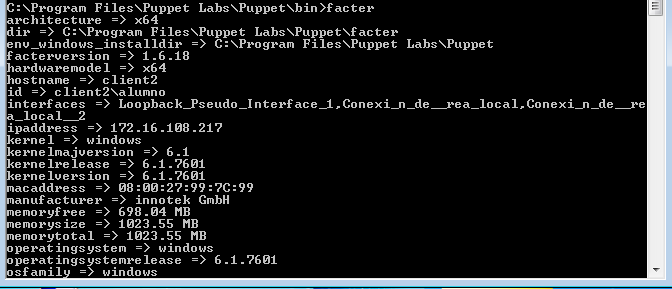 C:\Program Files\Puppet Labs\Puppet\bin>facter
architecture => x64
dir => C:\Program Files\Puppet Labs\Puppet\facter
env_windows_installdir => C:\Program Files\Puppet Labs\Puppet
facterversion => 1.6.18
hardwaremodel => x64
hostname => client2
id => client2\alumno
interfaces => Loopback_Pseudo_Interface_1,Conexi_n_de__rea_local,Conexi_n_de__re
a_local__2
ipaddress => 172.16.108.217
kernel => windows
kernelmajversion => 6.1
kernelrelease => 6.1.7601
kernelversion => 6.1.7601
macaddress => 08:00:27:99:7C:99
manufacturer => innotek GmbH
memoryfree => 698.04 MB
memorysize => 1023.55 MB
memorytotal => 1023.55 MB
operatingsystem => windows
operatingsystemrelease => 6.1.7601
osfamily => windows